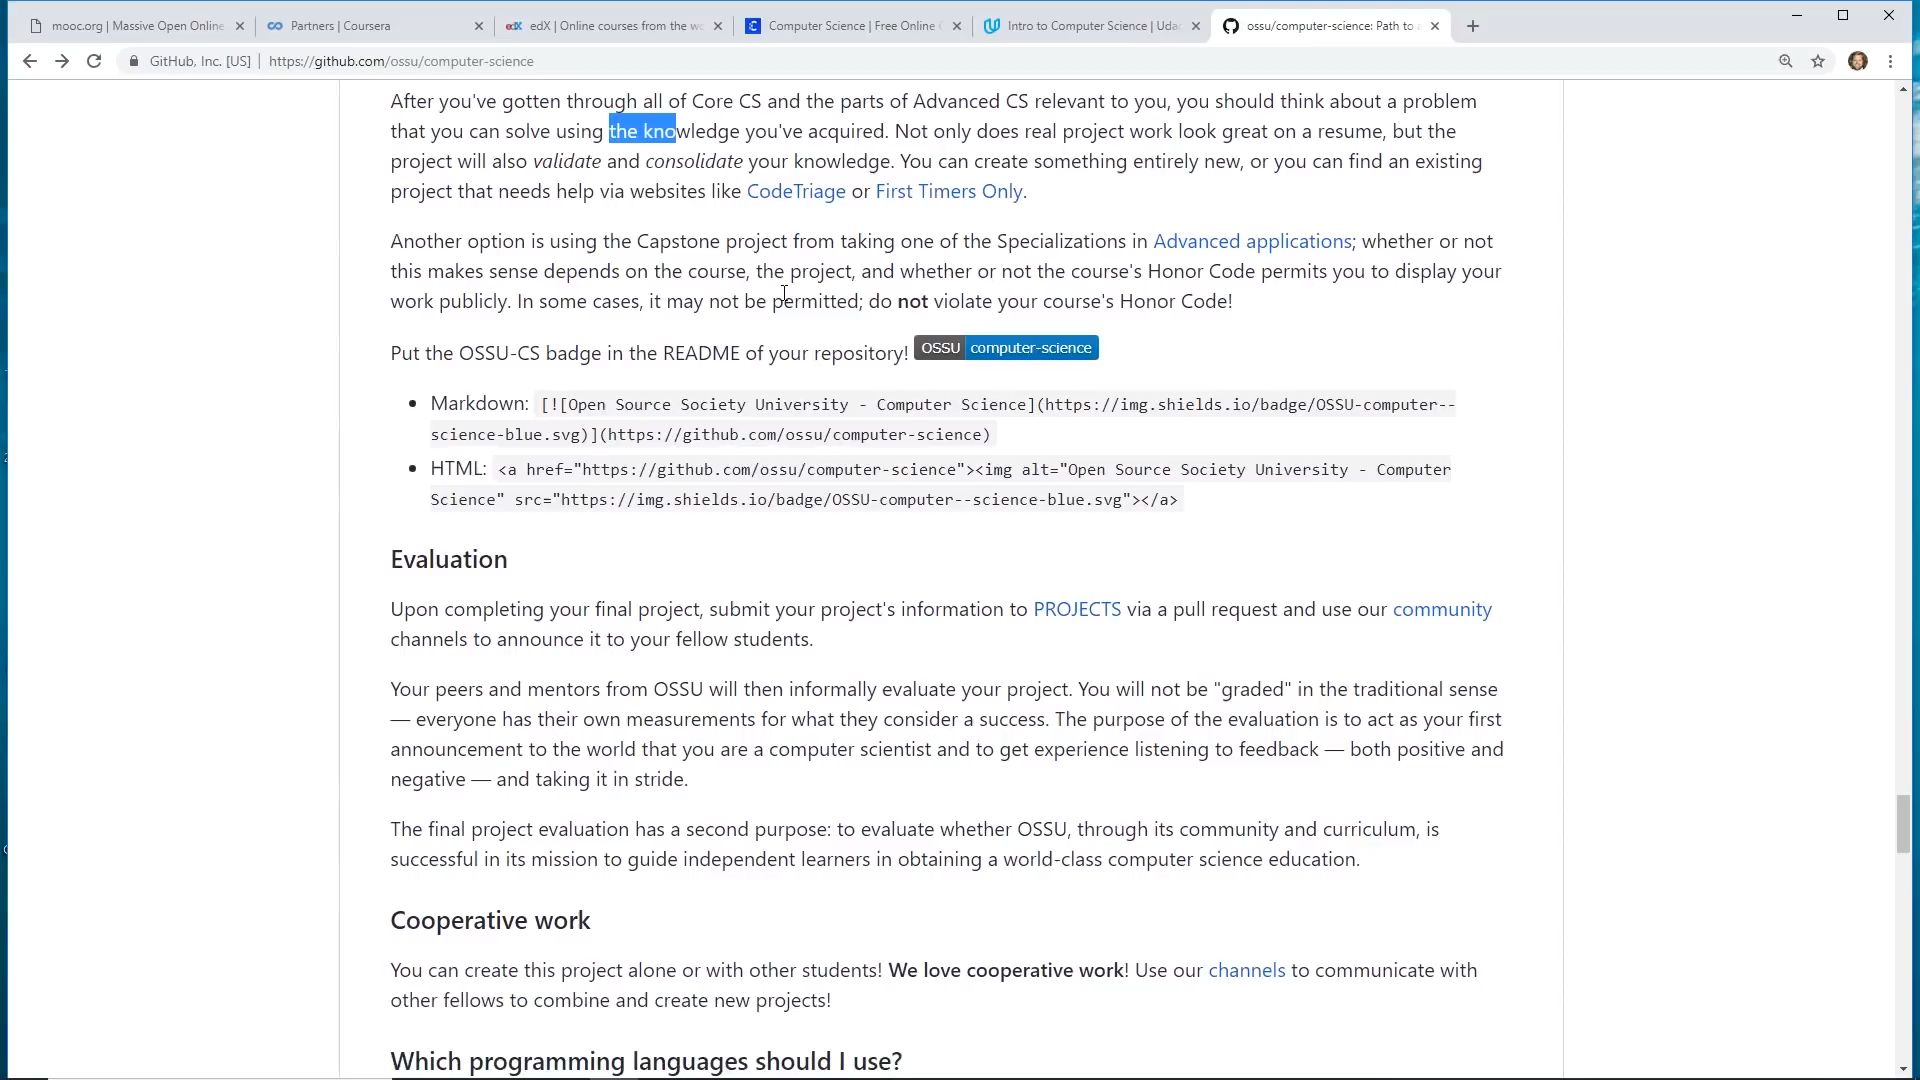 mooc.org | Massive Open Online
Partners | Coursera
edX | Online courses from the wo
Computer Science | Free Online C
Intro to Computer Science | Udac
ossu/computer-science: Path to a
GitHub, Inc. [US] | https://github.com/ossu/computer-science
After you've gotten through all of Core CS and the parts of Advanced CS relevant to you, you should think about a problem
that you can solve using the knowledge you've acquired. Not only does real project work look great on a resume, but the
project will also validate and consolidate your knowledge. You can create something entirely new, or you can find an existing
project that needs help via websites like CodeTriage or First Timers Only.
Another option is using the Capstone project from taking one of the Specializations in Advanced applications; whether or not
this makes sense depends on the course, the project, and whether or not the course's Honor Code permits you to display your
work publicly. In some cases, it may not be permitted; do not violate your course's Honor Code!
Put the OSSU-CS badge in the README of your repository! OSSU computer-science
• Markdown: [![Open Source Society University - Computer Science](https://img.shields.io/badge/OSSU-computer--
science-blue.svg)](https://github.com/ossu/computer-science)
• HTML: <a href="https://github.com/ossu/computer-science"><img alt="Open Source Society University - Computer
Science" src="https://img.shields.io/badge/OSSU-computer--science-blue.svg"></a>
Evaluation
Upon completing your final project, submit your project's information to PROJECTS via a pull request and use our community
channels to announce it to your fellow students.
Your peers and mentors from OSSU will then informally evaluate your project. You will not be "graded" in the traditional sense
— everyone has their own measurements for what they consider a success. The purpose of the evaluation is to act as your first
announcement to the world that you are a computer scientist and to get experience listening to feedback — both positive and
negative — and taking it in stride.
The final project evaluation has a second purpose: to evaluate whether OSSU, through its community and curriculum, is
successful in its mission to guide independent learners in obtaining a world-class computer science education.
Cooperative work
You can create this project alone or with other students! We love cooperative work! Use our channels to communicate with
other fellows to combine and create new projects!
Which programming languages should I use?